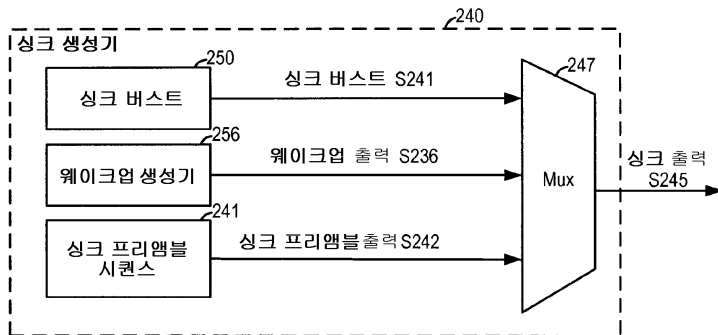 240
싱크 생성기
250
싱크 버스트
싱크 버스트 S241
247
256
웨이크업 생성기
웨이크업 출력 S236
Mux
싱크 출력
S245
241
싱크 프리앰블
시퀀스
싱크 프리앰블출력 S242